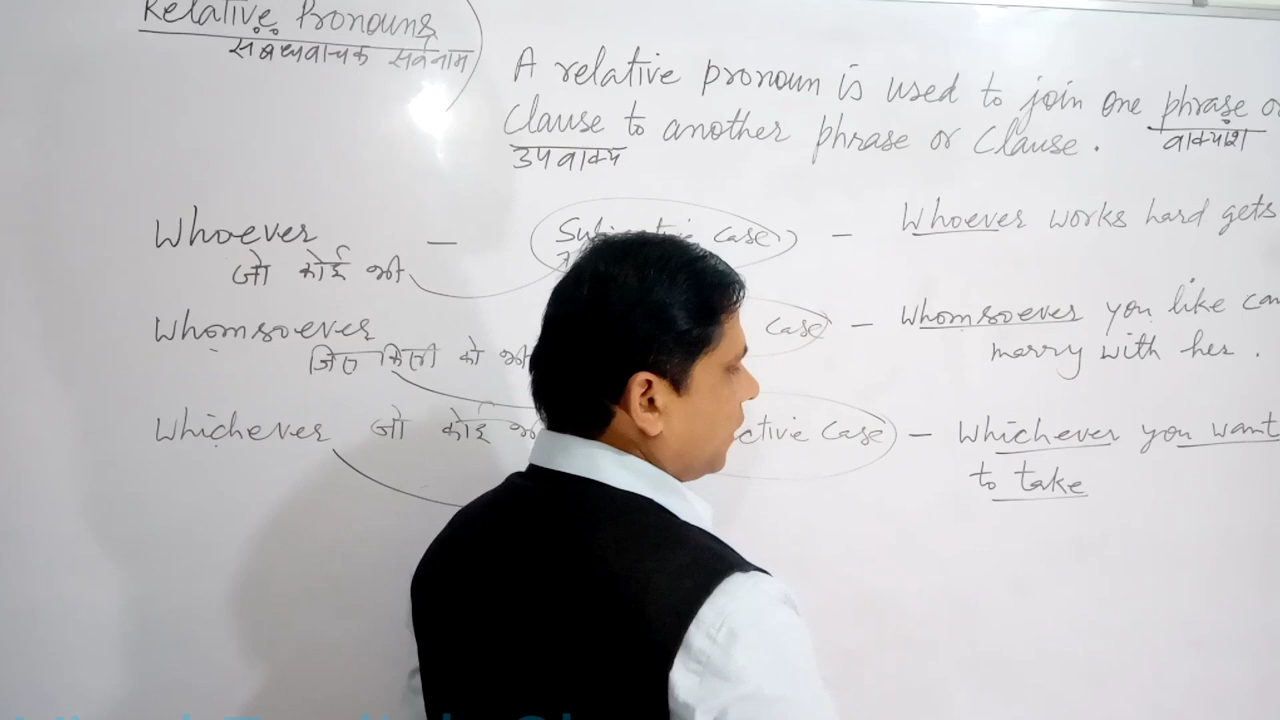 Relative Pronouns
सबंधवाचक सर्वनाम
A relative pronoun is used to join one phrase or
Clause to another phrase or Clause.
उपवाक्य वाक्यांश
Whoever – Subjective Case – Whoever works hard gets
जो कोई भी
Whomsoever Case – Whomsoever you like can
जिस किसी को भी marry with her.
Whichever जो कोई ctive Case – Whichever you want
to take